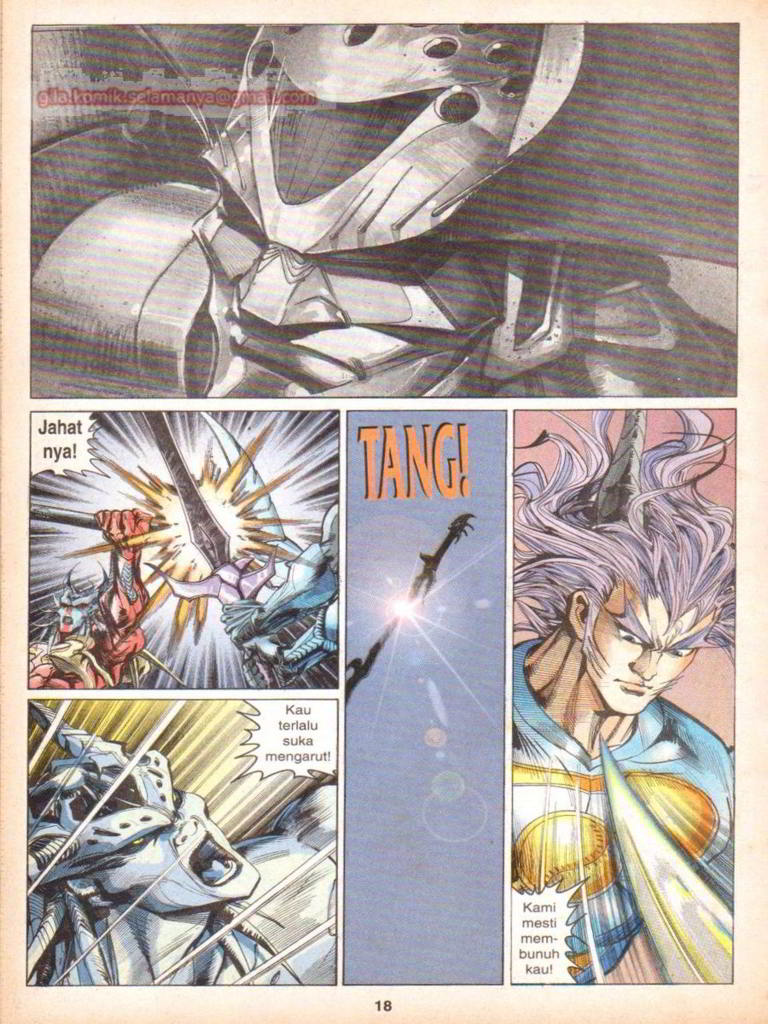 gila.komik.selamanya@gmail.com
Jahat
nya!
TANG!
Kau
terlalu
suka
mengarut!
Kami
mesti
mem-
bunuh
kau!
18